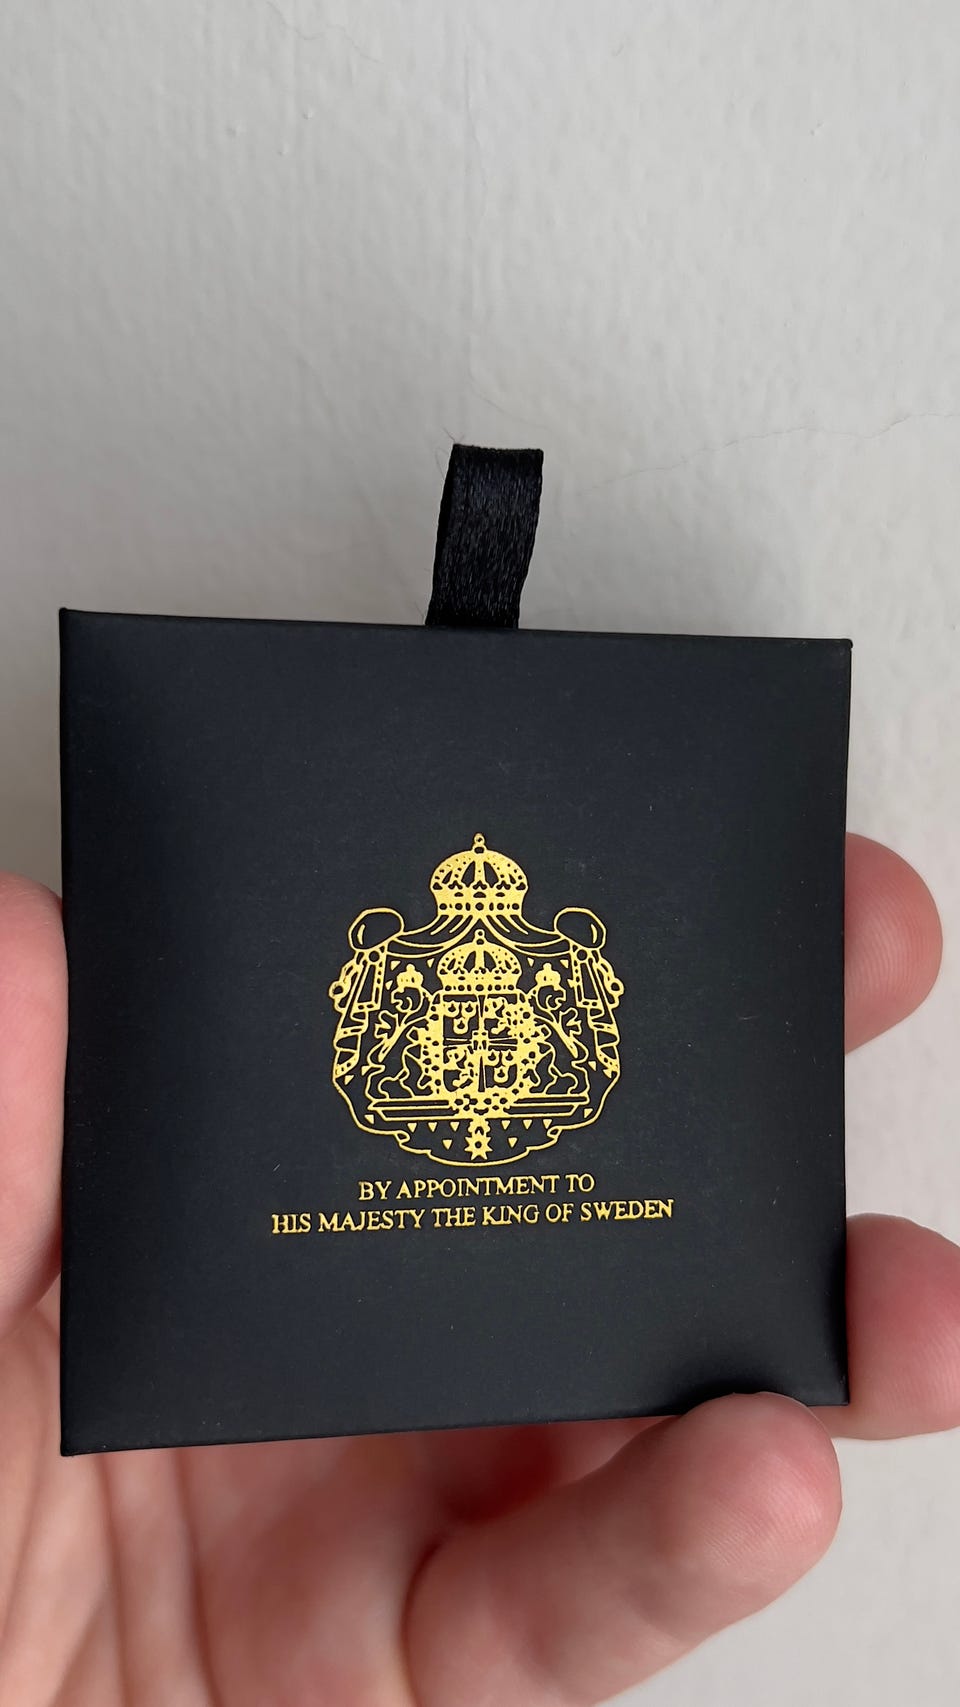 BY APPOINTMENT TO
HIS MAJESTY THE KING OF SWEDEN